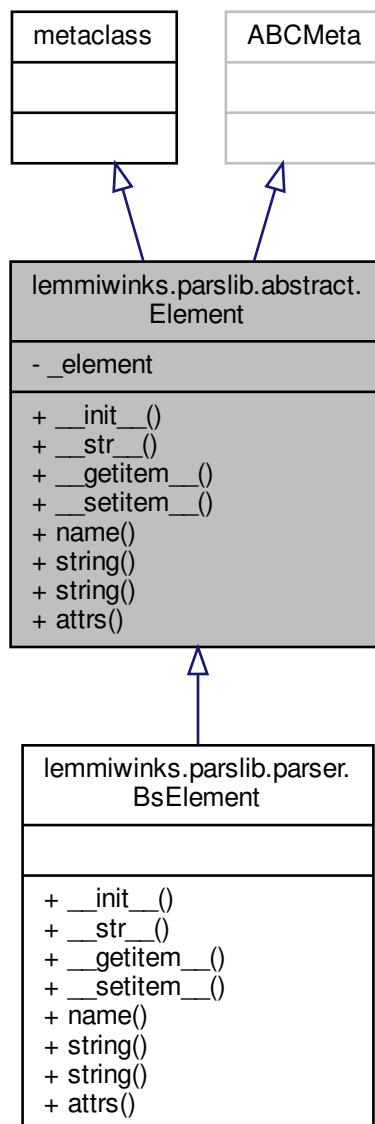 metaclass
ABCMeta
lemmiwinks.parslib.abstract.
Element
- _element
+ __init__()
+ __str__()
+ __getitem__()
+ __setitem__()
+ name()
+ string()
+ string()
+ attrs()
lemmiwinks.parslib.parser.
BsElement
+ __init__()
+ __str__()
+ __getitem__()
+ __setitem__()
+ name()
+ string()
+ string()
+ attrs()